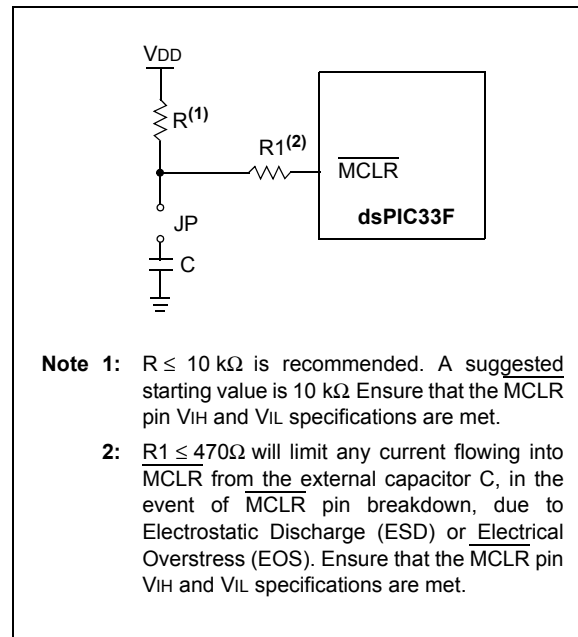 VDD
R(1)
R1(2)
MCLR
dsPIC33F
JP
C
Note 1: R ≤ 10 kΩ is recommended. A suggested
starting value is 10 kΩ Ensure that the MCLR
pin VIH and VIL specifications are met.
2: R1 ≤ 470Ω will limit any current flowing into
MCLR from the external capacitor C, in the
event of MCLR pin breakdown, due to
Electrostatic Discharge (ESD) or Electrical
Overstress (EOS). Ensure that the MCLR pin
VIH and VIL specifications are met.